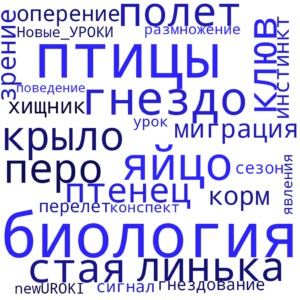 оперение
полет
Новые_УРОКИ
размножение
зрение
птицы
клюв
инстинкт
поведение
гнездо
хищник
урок
крыло
миграция
перо
яйцо
сезон
птенец
корм
явления
перелет
конспект
биология
стая
линька
newUROKI
сигнал
гнездование